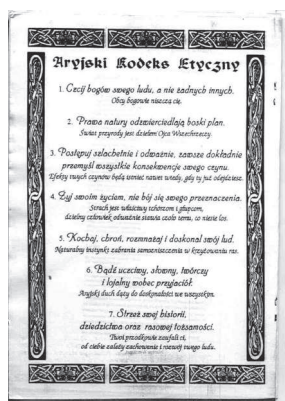 Aryjski Kodeks Etyczny
1. Czcij bogów swego ludu, a nie żadnych innych.
Obcy bogowie niszczą cię.
2. Prawa natury odzwierciedlają boski plan.
Świat przyrody jest dziełem Ojca Wszechrzeczy.
3. Postępuj szlachetnie i odważnie, zawsze dokładnie
przemyśl wszystkie konsekwencje swego czynu.
Efekty twych czynów będą istnieć nawet wtedy, gdy ty już odejdziesz.
4. Żyj swoim życiem, nie bój się swego przeznaczenia.
Strach jest właściwy tchórzom i głupcom,
dzielny człowiek odważnie stawia czoła temu, co niesie los.
5. Kochaj, chroń, rozmnażaj i doskonal swój lud.
Naturalny instynkt zabrania samozniszczenia w krzyżowaniu ras.
6. Bądź uczciwy, słowny, twórczy
i lojalny wobec przyjaciół.
Aryjski duch dąży do doskonałości we wszystkim.
7. Strzeż swej historii,
dziedzictwa oraz rasowej tożsamości.
Twoi przodkowie zaufali ci,
od ciebie zależy zachowanie i rozwój twego ludu.